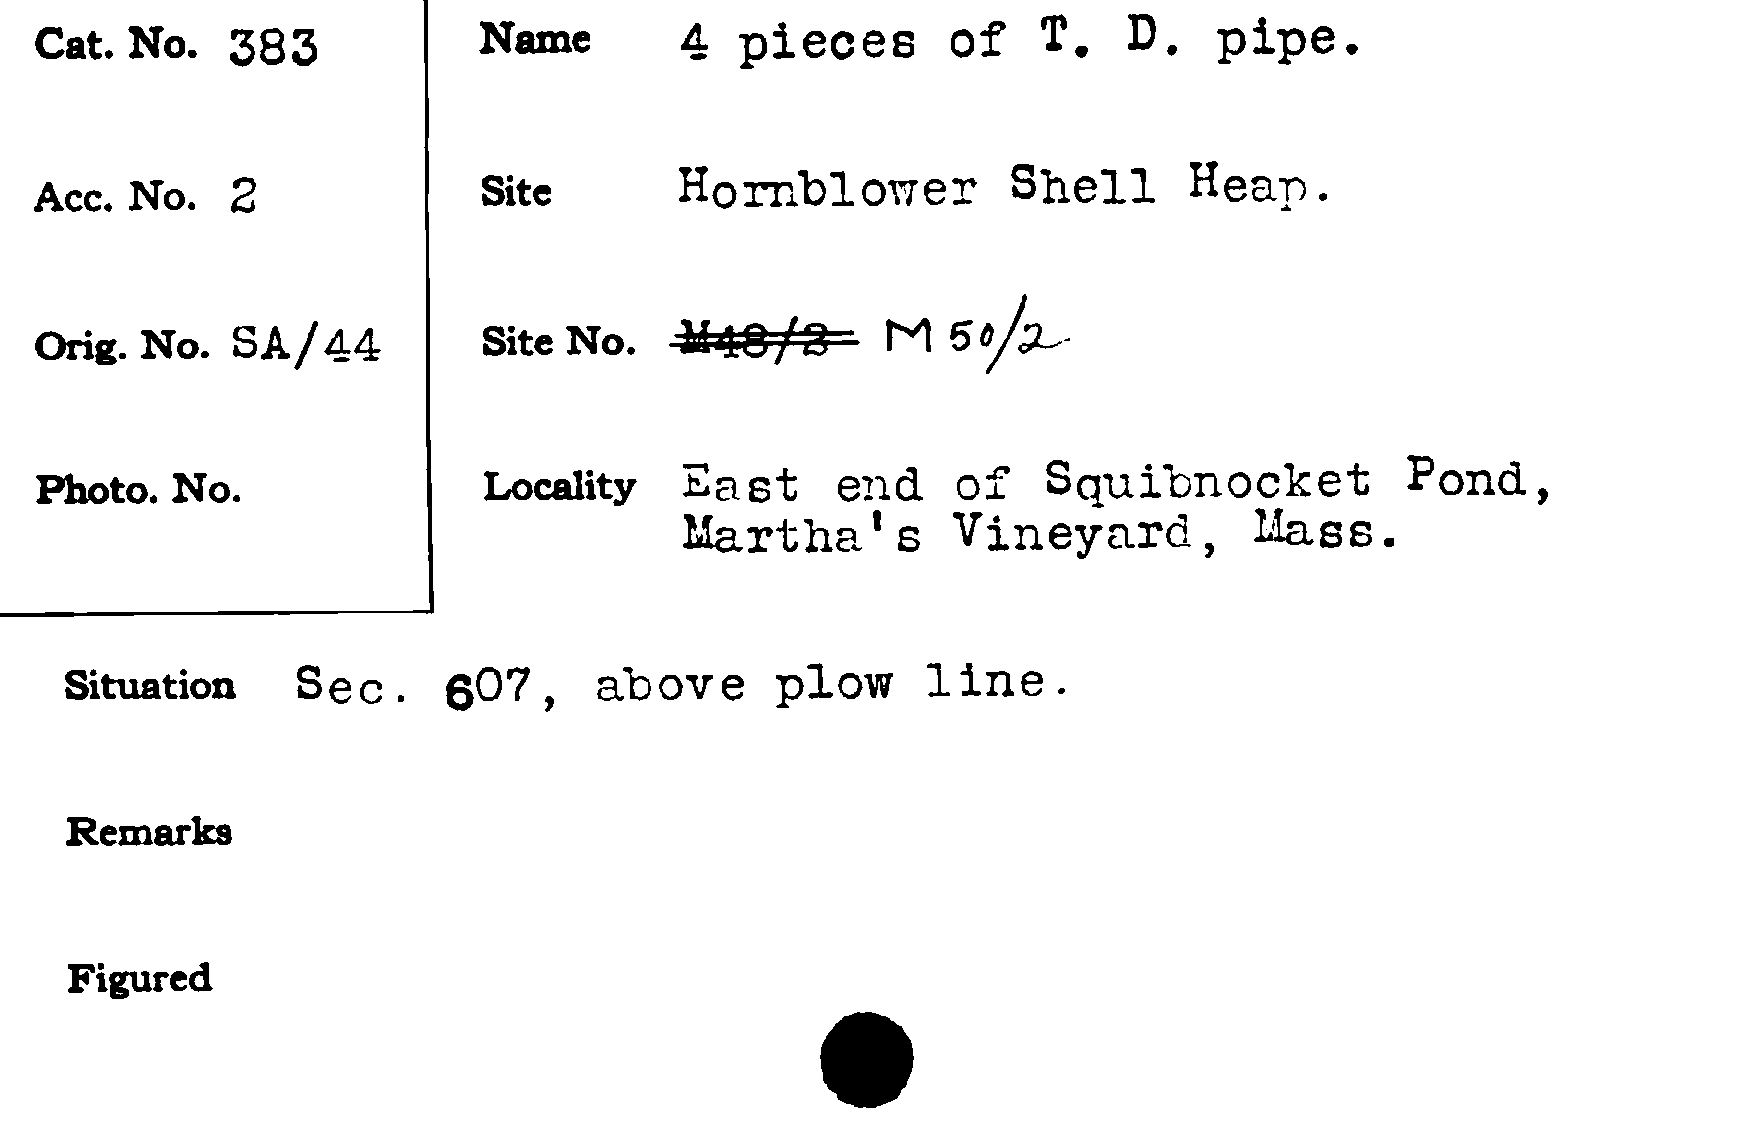 Cat. No. 383
Name 4 pieces of T. D. pipe.
Acc. No. 2
Site Hornblower Shell Heap.
Orig. No. SA/44
Site No. M48/2 M 50/2
Photo. No.
Locality East end of Squibnocket Pond,
Martha's Vineyard, Mass.
Situation Sec. 607, above plow line.
Remarks
Figured